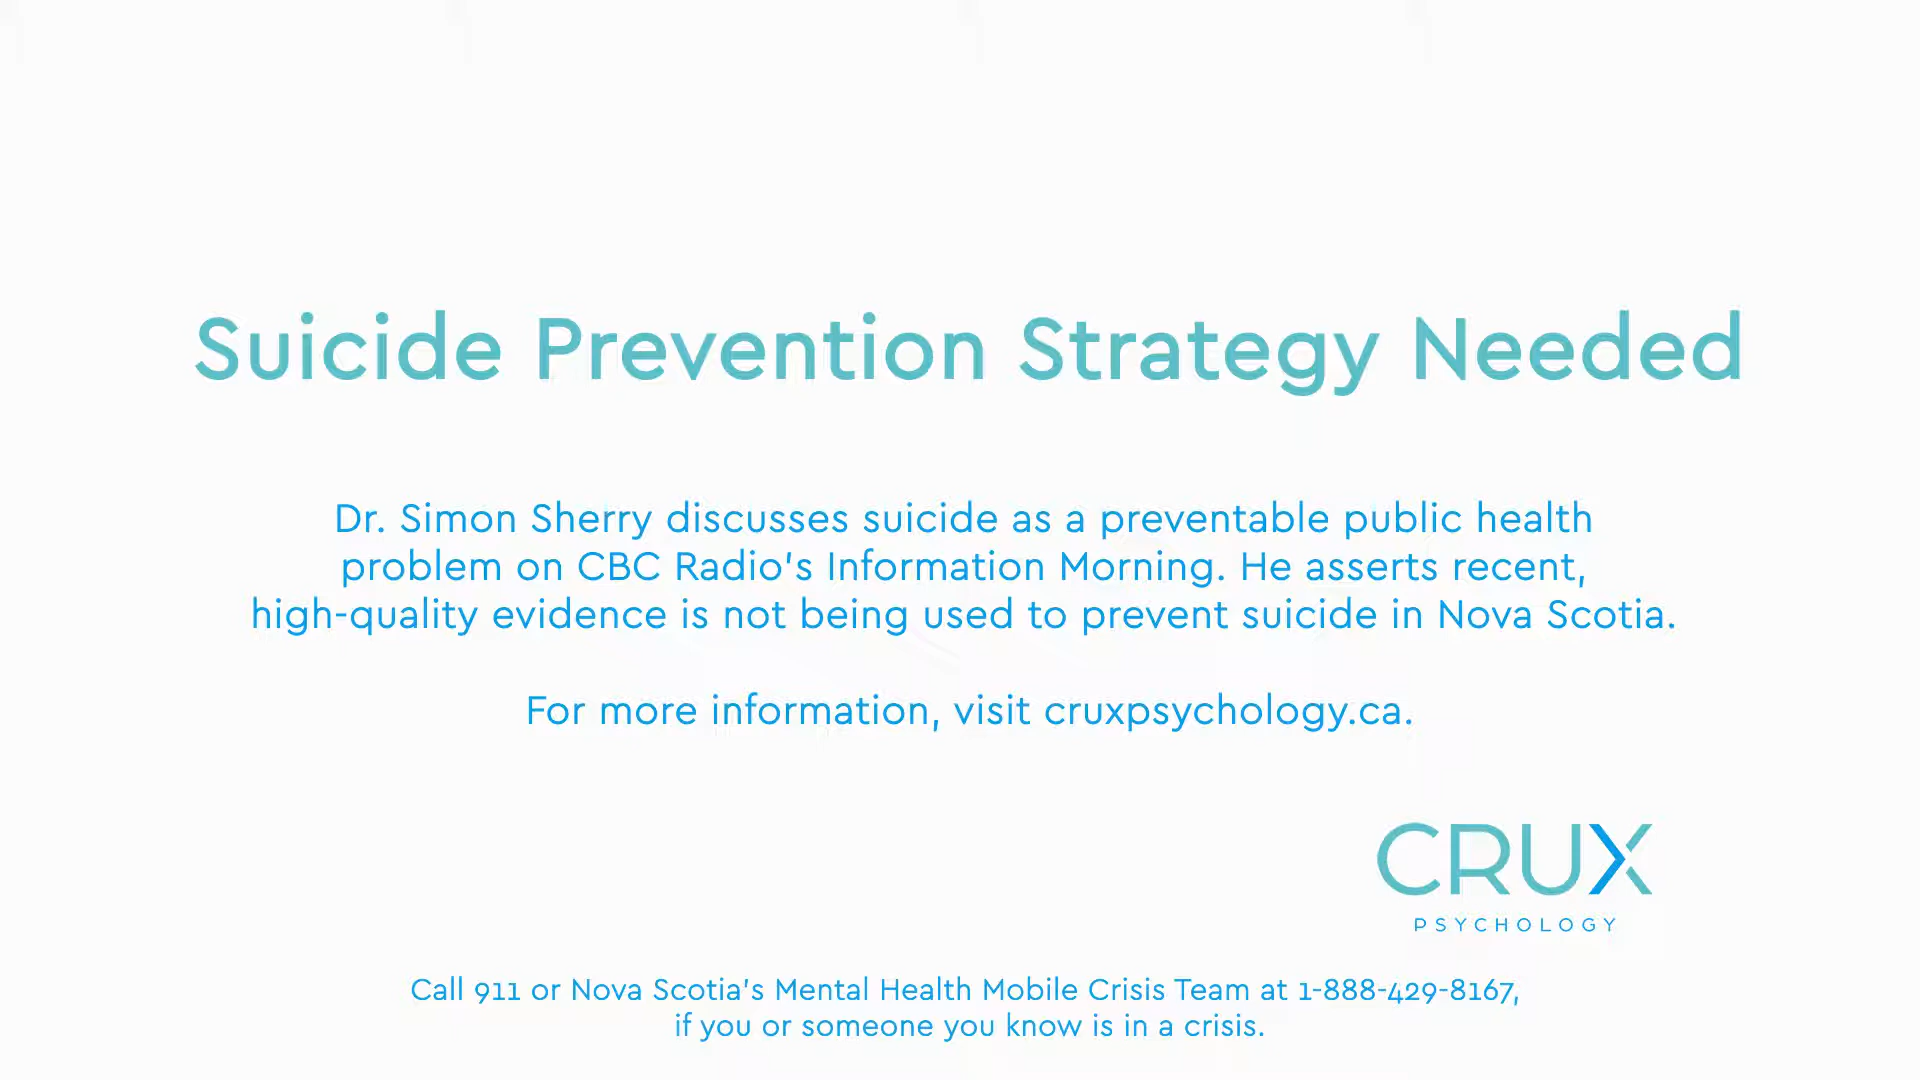 Suicide Prevention Strategy Needed
Dr. Simon Sherry discusses suicide as a preventable public health
problem on CBC Radio's Information Morning. He asserts recent,
high-quality evidence is not being used to prevent suicide in Nova Scotia.
For more information, visit cruxpsychology.ca.
CRUX
PSYCHOLOGY
Call 911 or Nova Scotia's Mental Health Mobile Crisis Team at 1-888-429-8167,
if you or someone you know is in a crisis.